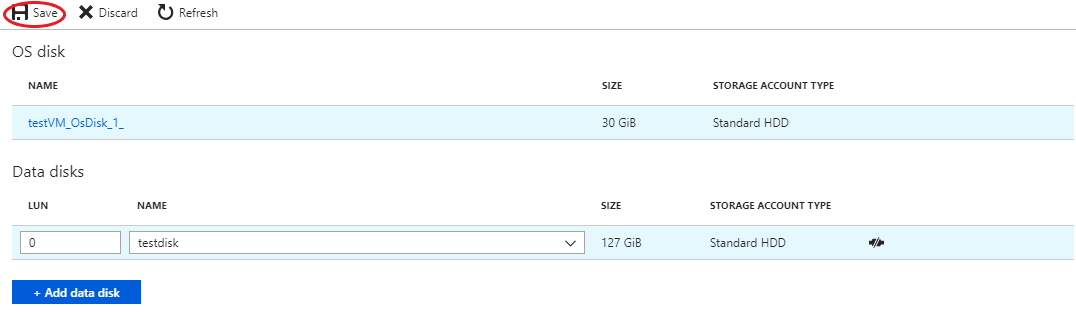 Save Discard Refresh
OS disk
NAME SIZE STORAGE ACCOUNT TYPE
testVM_OsDisk_1_ 30 GiB Standard HDD
Data disks
LUN NAME SIZE STORAGE ACCOUNT TYPE
0 testdisk 127 GiB Standard HDD
+ Add data disk